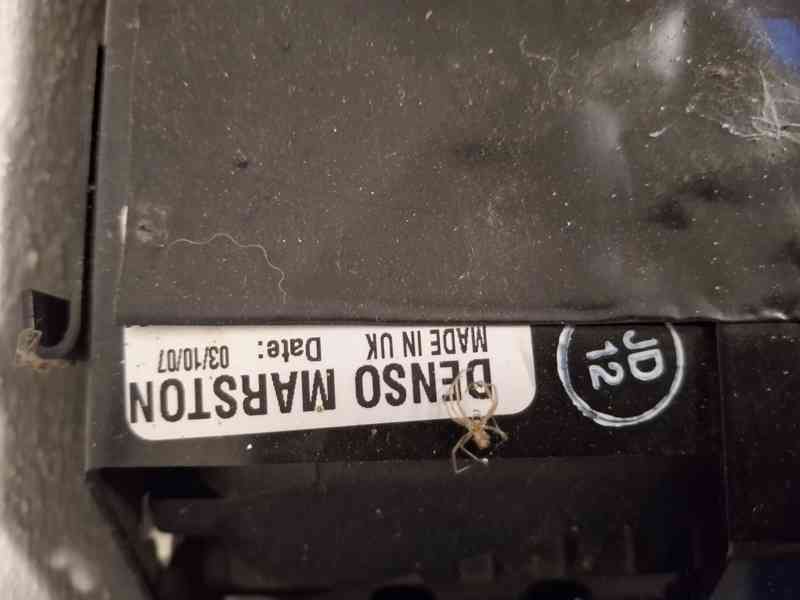 DENSO MARSTON
MADE IN UK Date: 03/10/07
JD
12